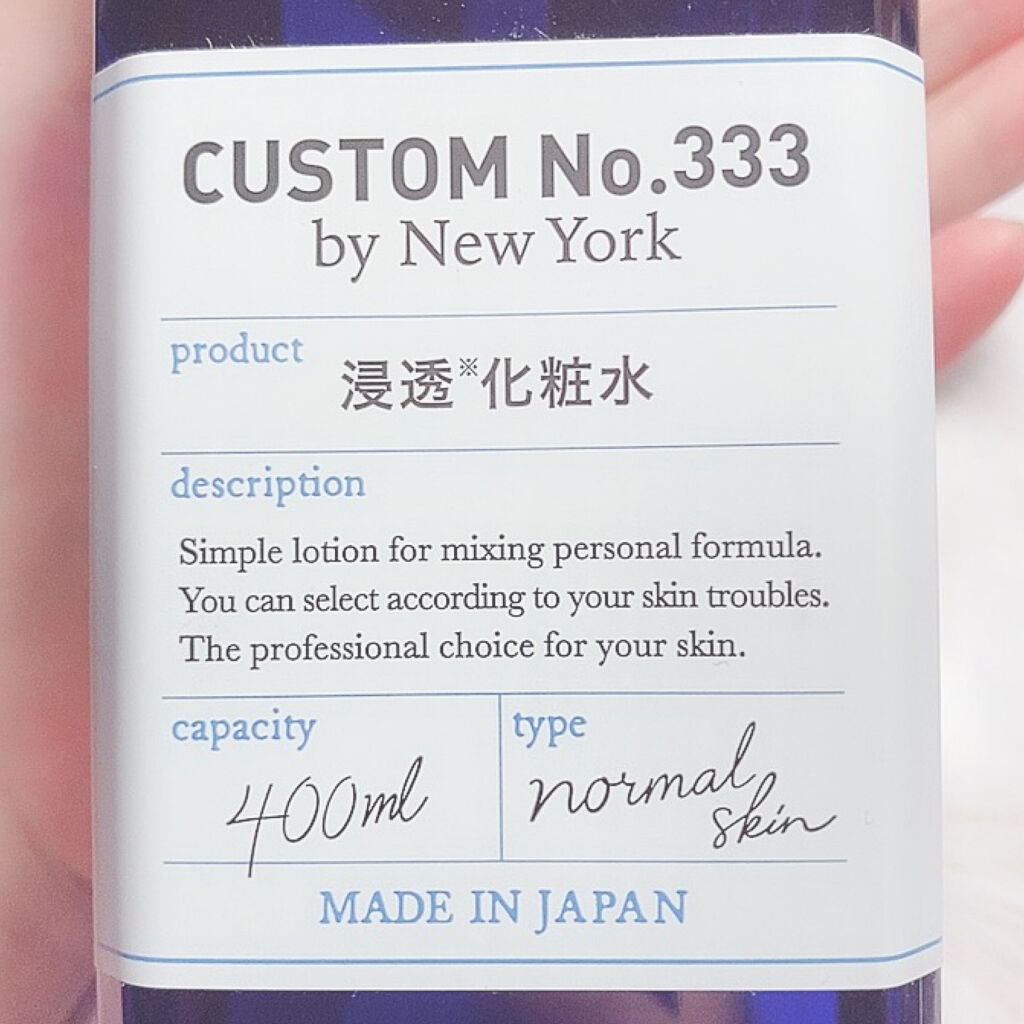 CUSTOM No.333
by New York
product
浸透※化粧水
description
Simple lotion for mixing personal formula.
You can select according to your skin troubles.
The professional choice for your skin.
capacity
400ml
type
normal
skin
MADE IN JAPAN